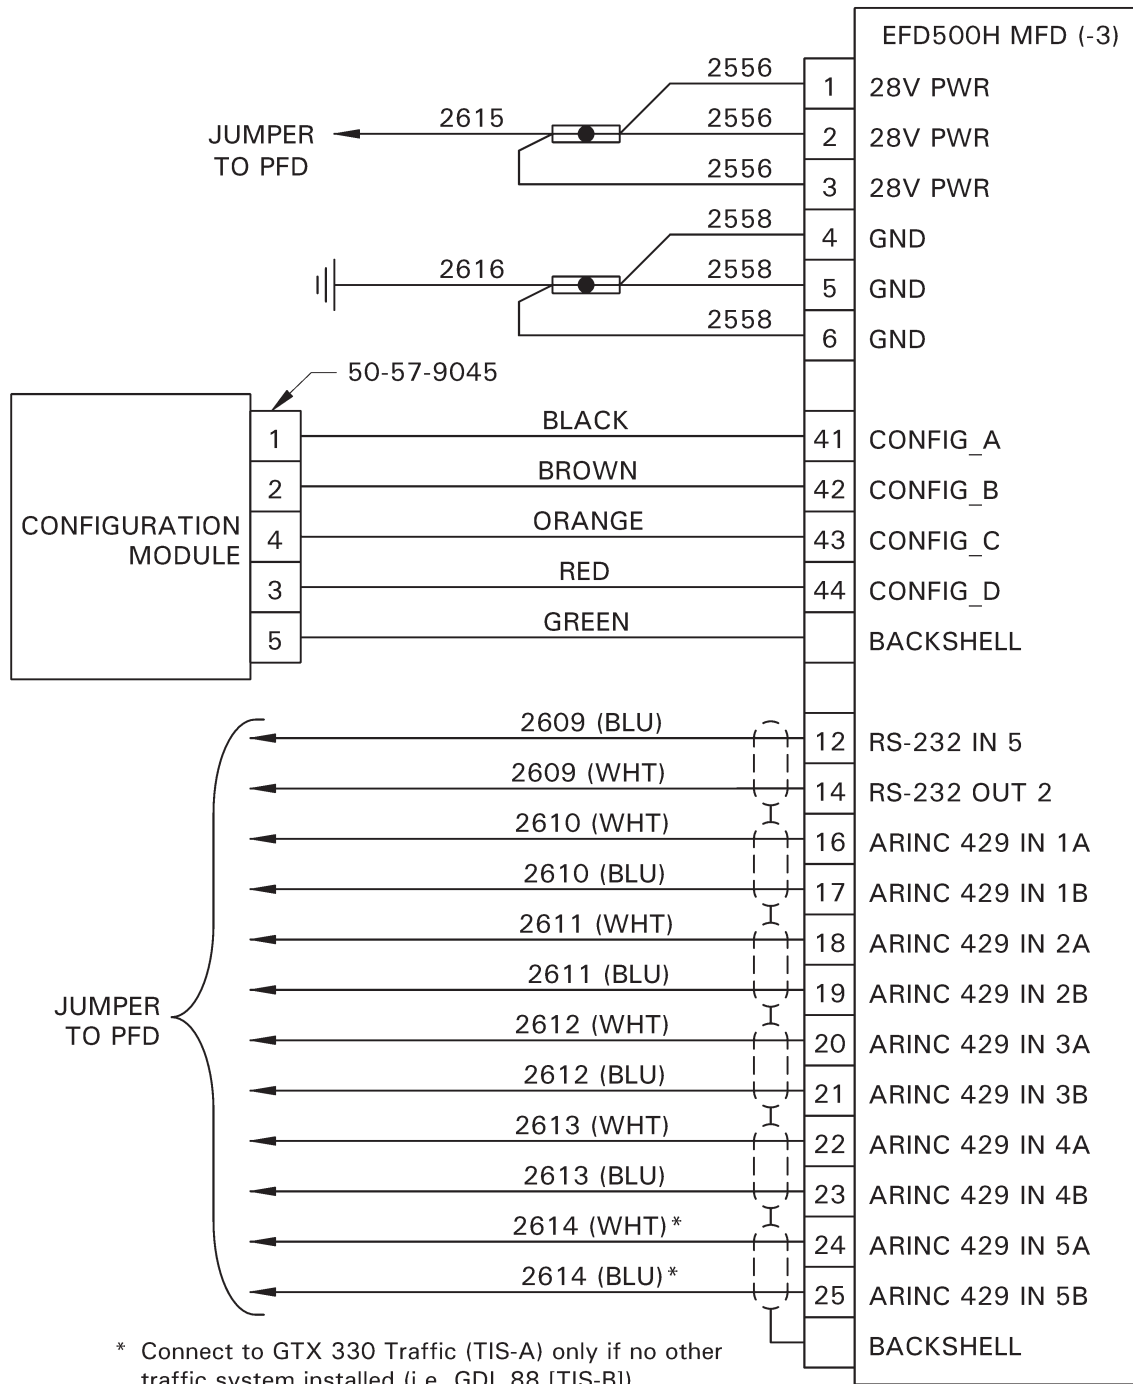 EFD500H MFD (-3)
2556
1 28V PWR
JUMPER TO PFD
2615
2556
2 28V PWR
2556
3 28V PWR
2558
4 GND
2616
2558
5 GND
2558
6 GND
50-57-9045
CONFIGURATION MODULE
1 BLACK 41 CONFIG_A
2 BROWN 42 CONFIG_B
4 ORANGE 43 CONFIG_C
3 RED 44 CONFIG_D
5 GREEN BACKSHELL
JUMPER TO PFD
2609 (BLU) 12 RS-232 IN 5
2609 (WHT) 14 RS-232 OUT 2
2610 (WHT) 16 ARINC 429 IN 1A
2610 (BLU) 17 ARINC 429 IN 1B
2611 (WHT) 18 ARINC 429 IN 2A
2611 (BLU) 19 ARINC 429 IN 2B
2612 (WHT) 20 ARINC 429 IN 3A
2612 (BLU) 21 ARINC 429 IN 3B
2613 (WHT) 22 ARINC 429 IN 4A
2613 (BLU) 23 ARINC 429 IN 4B
2614 (WHT)* 24 ARINC 429 IN 5A
2614 (BLU)* 25 ARINC 429 IN 5B
BACKSHELL
* Connect to GTX 330 Traffic (TIS-A) only if no other
traffic system installed (i.e. GDL 88 [TIS-B])